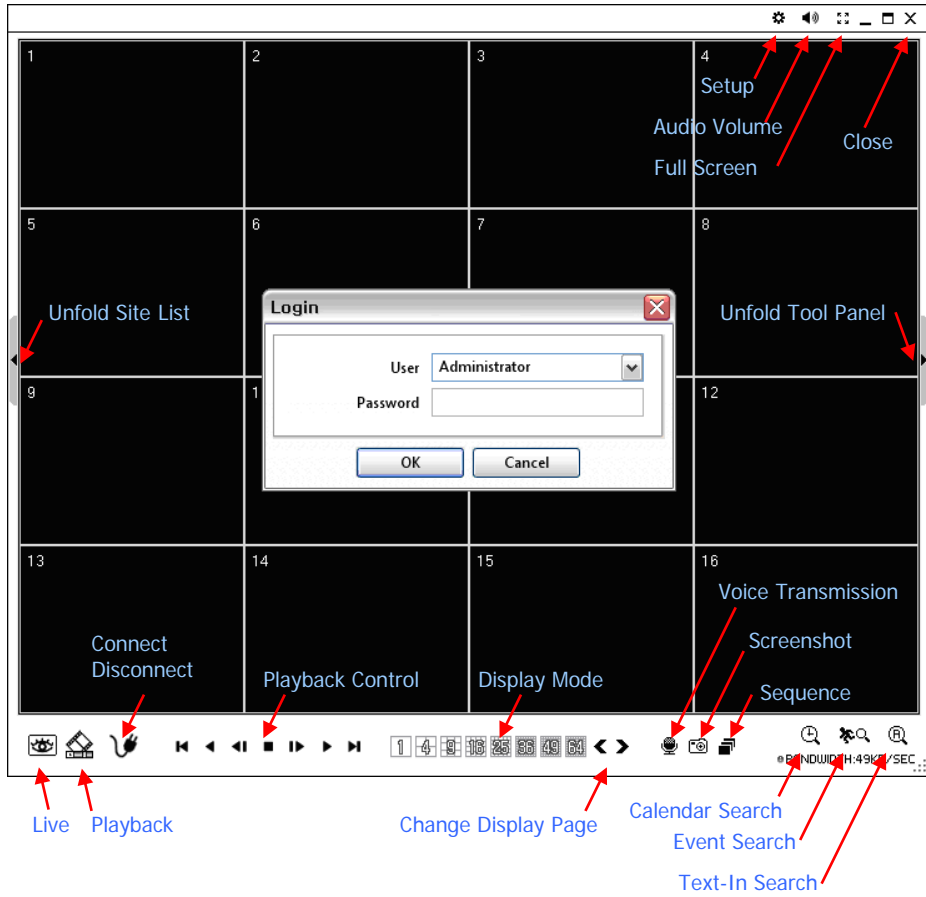 1 2 3 4
Setup
Audio Volume
Close
Full Screen
5 6 7 8
Login
Unfold Site List
Unfold Tool Panel
User Administrator
Password
9 1 12
OK Cancel
13 14 15 16
Voice Transmission
Connect
Disconnect
Screenshot
Playback Control
Display Mode
Sequence
1 4 9 16 25 36 49 64
Live
Playback
Change Display Page
Calendar Search
Event Search
Text-In Search